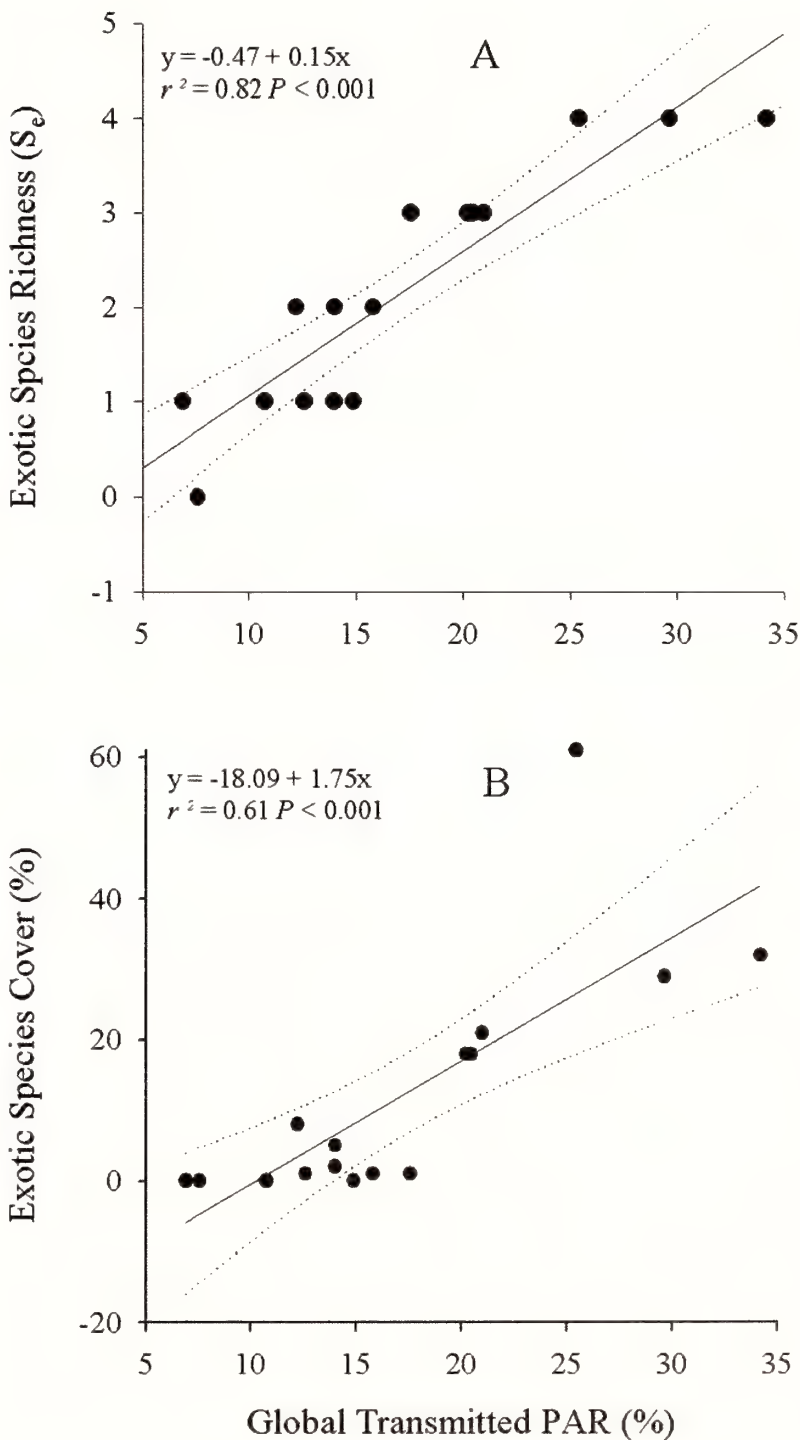 y = -0.47 + 0.15x
r² = 0.82 P < 0.001
A
Exotic Spcies Richness (Se)
5
4
3
2
1
0
-1
5 10 15 20 25 30 35
y = -18.09 + 1.75x
r² = 0.61 P < 0.001
B
Exotic Species Cover (%)
60
40
20
0
-20
5 10 15 20 25 30 35
Global Transmitted PAR (%)